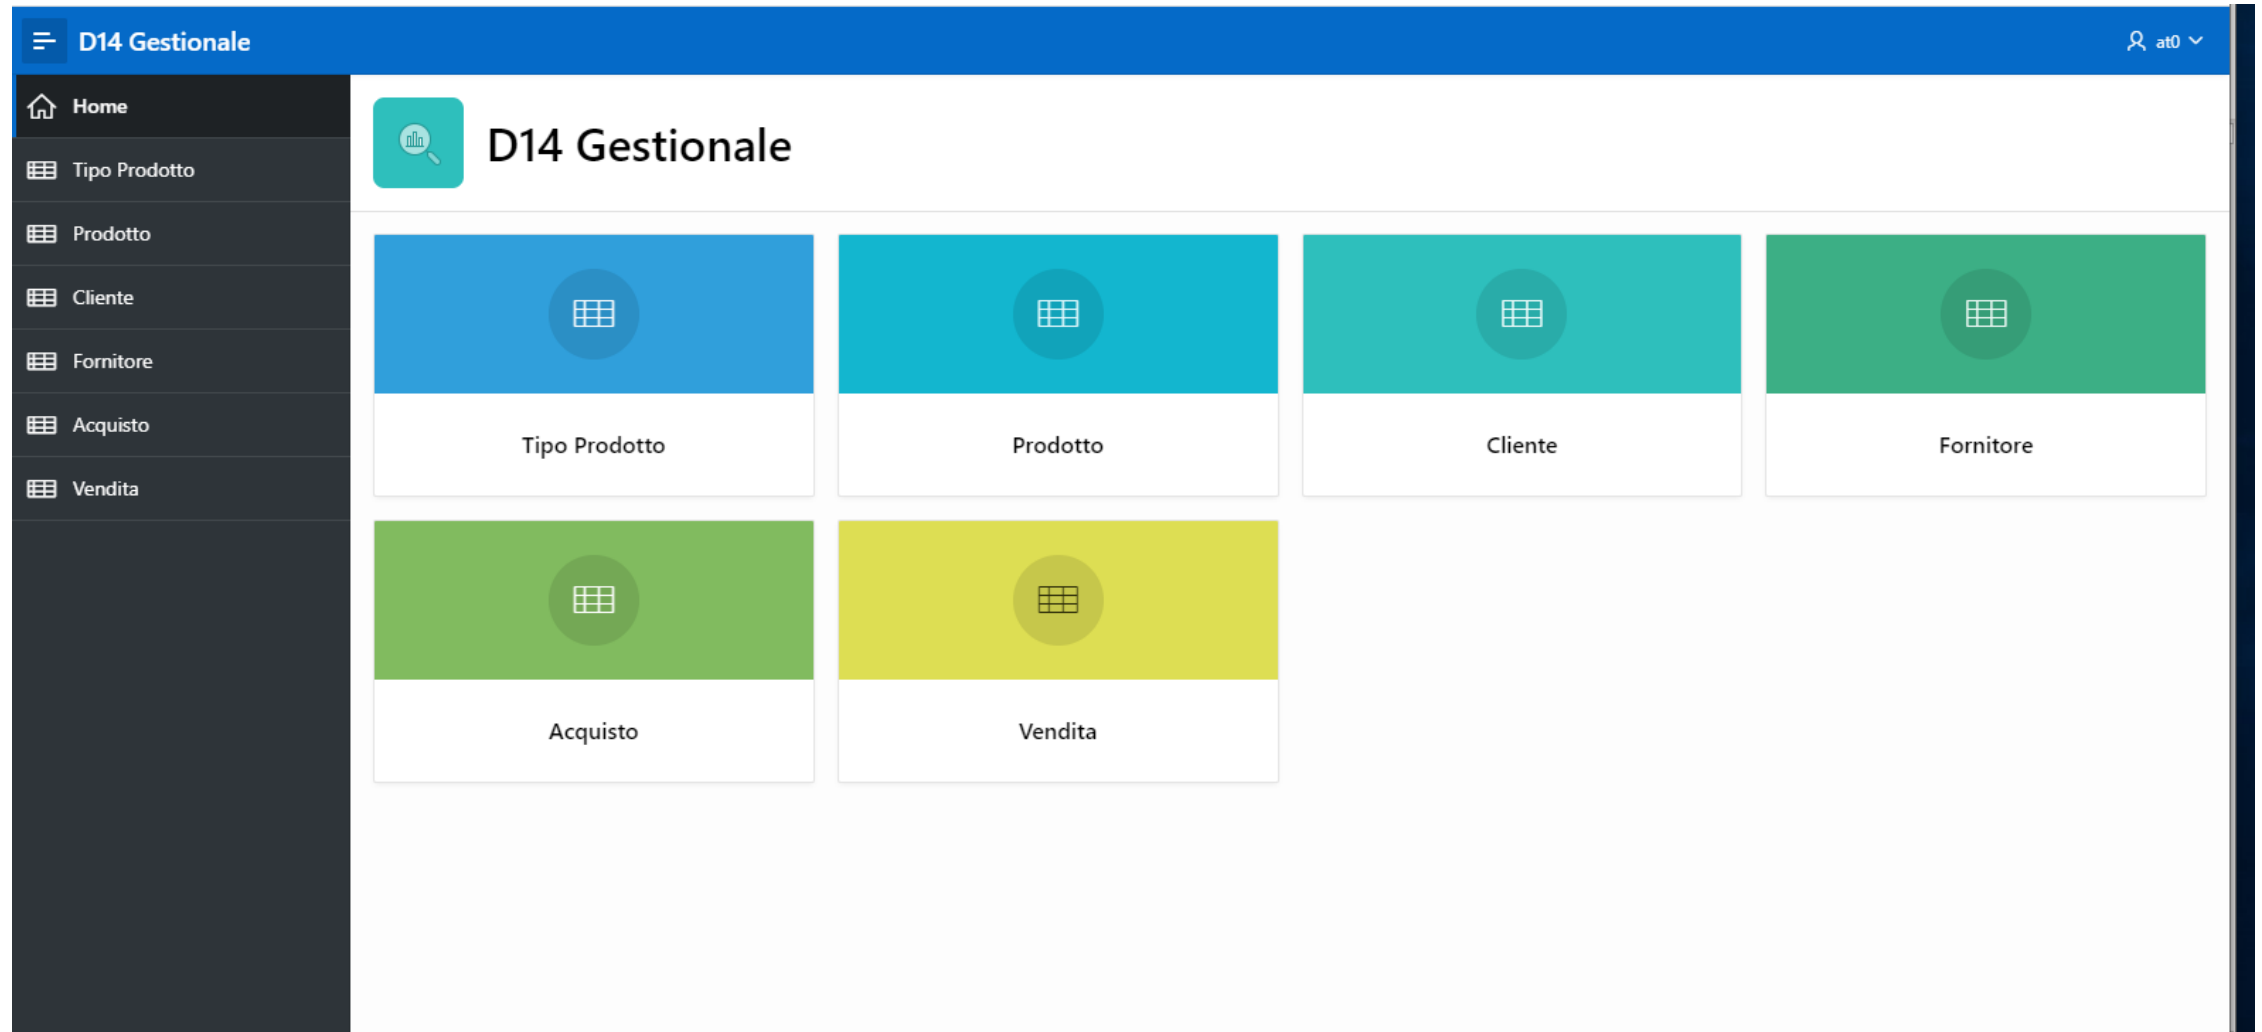 D14 Gestionale
at0
Home
Tipo Prodotto
Prodotto
Cliente
Fornitore
Acquisto
Vendita
D14 Gestionale
Tipo Prodotto
Prodotto
Cliente
Fornitore
Acquisto
Vendita